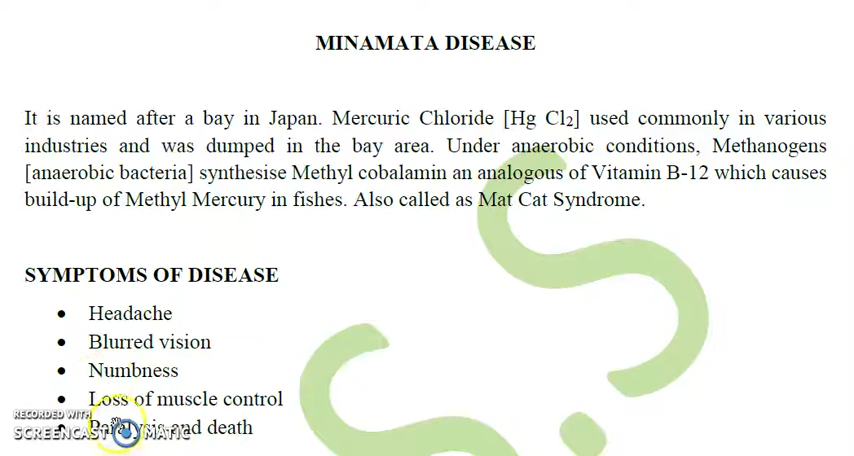 MINAMATA DISEASE
It is named after a bay in Japan. Mercuric Chloride [Hg Cl₂] used commonly in various
industries and was dumped in the bay area. Under anaerobic conditions, Methanogens
[anaerobic bacteria] synthesise Methyl cobalamin an analogous of Vitamin B-12 which causes
build-up of Methyl Mercury in fishes. Also called as Mat Cat Syndrome.
SYMPTOMS OF DISEASE
• Headache
• Blurred vision
• Numbness
• Loss of muscle control
• Paralysis and death
RECORDED WITH
SCREENCAST MATIC